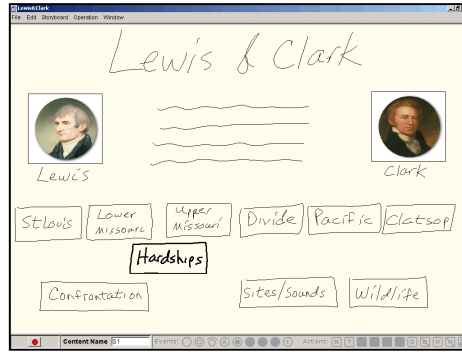 Lewis&Clark
File Edit Storyboard Operation Window
Lewis & Clark
Lewis
Clark
St Louis Lower Missouri Upper Missouri Divide Pacific Clatsop
Hardships
Confrontation Sites/Sounds Wildlife
Content Name S1 Events: Actions: